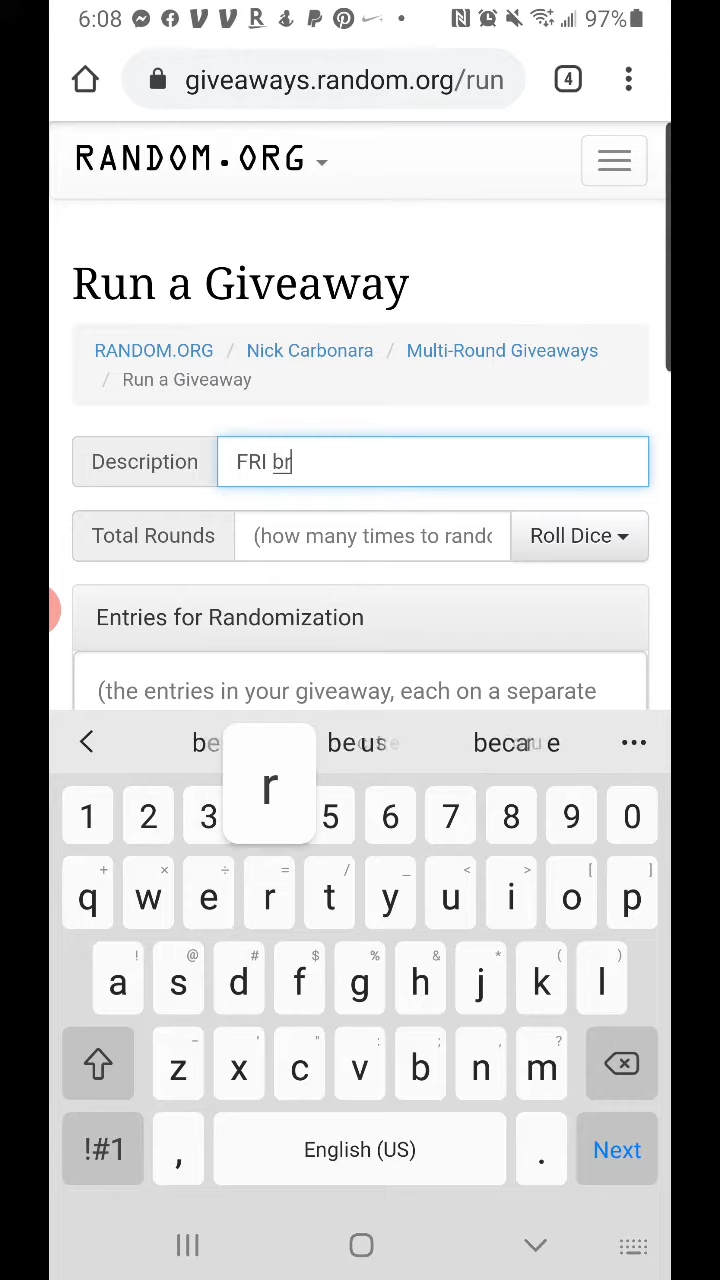 6:08
97%
giveaways.random.org/run
4
RANDOM.ORG
Run a Giveaway
RANDOM.ORG / Nick Carbonara / Multi-Round Giveaways
/ Run a Giveaway
Description FRI br
Total Rounds (how many times to rando Roll Dice
Entries for Randomization
(the entries in your giveaway, each on a separate
r
1 2 3 5 6 7 8 9 0
+ × ÷ = / _ < > [ ]
q w e r t y u i o p
! @ # $ % & * ( )
a s d f g h j k l
- ' " : ; , ?
z x c v b n m
!#1 , English (US) . Next